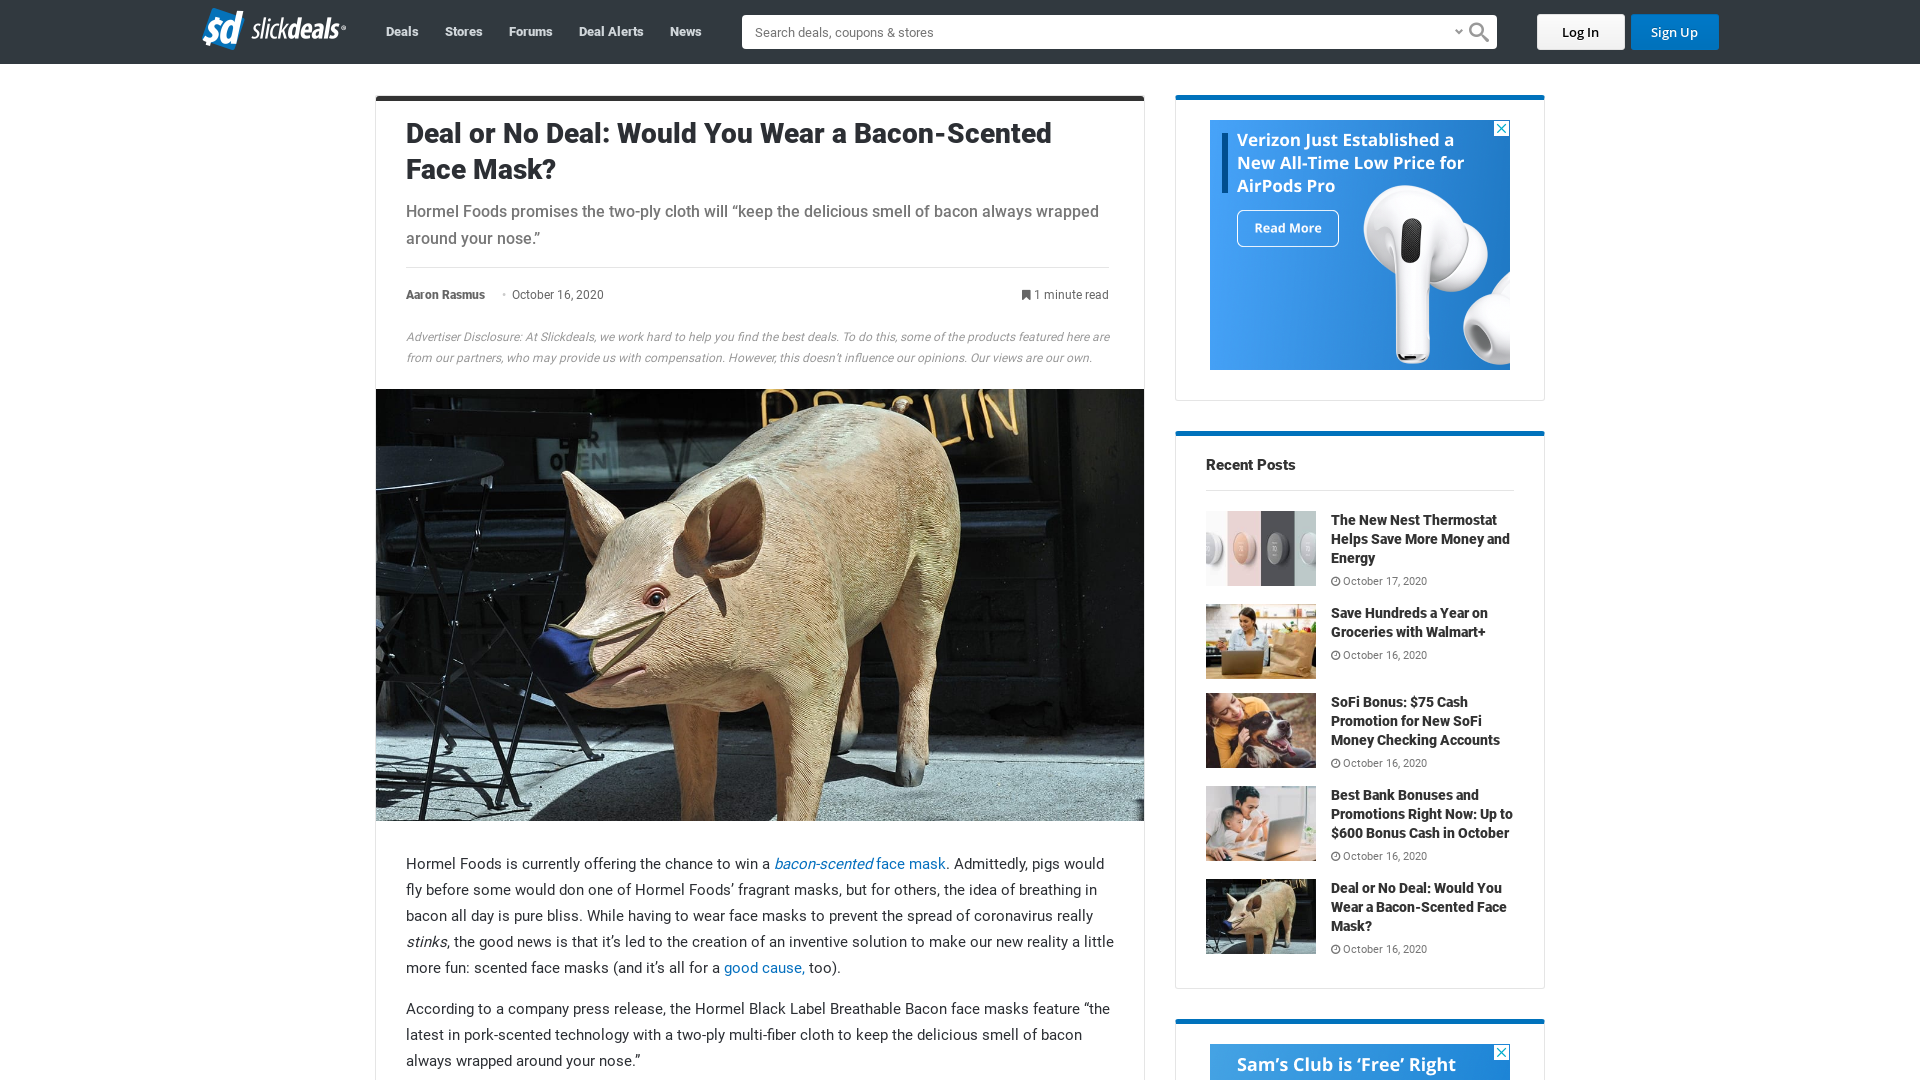 slickdeals
Deals
Stores
Forums
Deal Alerts
News
Search deals, coupons & stores
Log In
Sign Up
Deal or No Deal: Would You Wear a Bacon-Scented
Face Mask?
Hormel Foods promises the two-ply cloth will “keep the delicious smell of bacon always wrapped
around your nose.”
Aaron Rasmus
October 16, 2020
1 minute read
Advertiser Disclosure: At Slickdeals, we work hard to help you find the best deals. To do this, some of the products featured here are
from our partners, who may provide us with compensation. However, this doesn’t influence our opinions. Our views are our own.
BAR
OPEN
Hormel Foods is currently offering the chance to win a bacon-scented face mask. Admittedly, pigs would
fly before some would don one of Hormel Foods’ fragrant masks, but for others, the idea of breathing in
bacon all day is pure bliss. While having to wear face masks to prevent the spread of coronavirus really
stinks, the good news is that it’s led to the creation of an inventive solution to make our new reality a little
more fun: scented face masks (and it’s all for a good cause, too).
According to a company press release, the Hormel Black Label Breathable Bacon face masks feature “the
latest in pork-scented technology with a two-ply multi-fiber cloth to keep the delicious smell of bacon
always wrapped around your nose.”
Verizon Just Established a
New All-Time Low Price for
AirPods Pro
Read More
Recent Posts
The New Nest Thermostat
Helps Save More Money and
Energy
October 17, 2020
Save Hundreds a Year on
Groceries with Walmart+
October 16, 2020
SoFi Bonus: $75 Cash
Promotion for New SoFi
Money Checking Accounts
October 16, 2020
Best Bank Bonuses and
Promotions Right Now: Up to
$600 Bonus Cash in October
October 16, 2020
Deal or No Deal: Would You
Wear a Bacon-Scented Face
Mask?
October 16, 2020
Sam’s Club is ‘Free’ Right